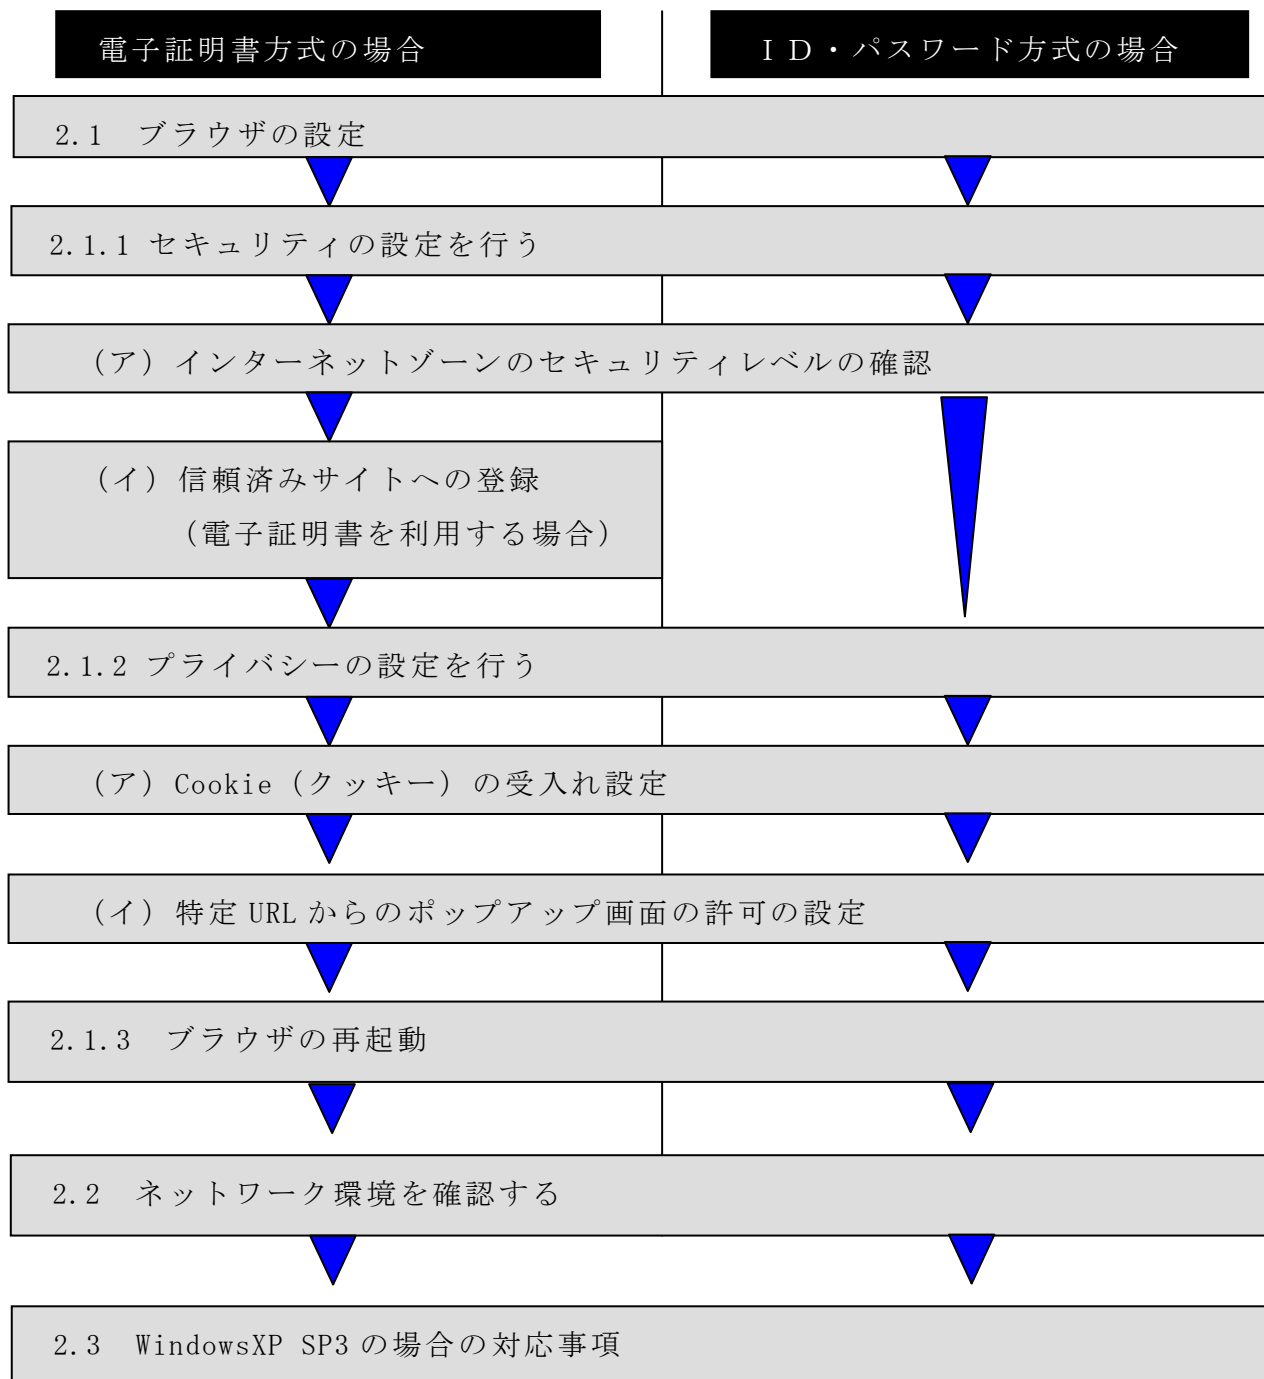 電子証明書方式の場合
ＩＤ・パスワード方式の場合
2.1　ブラウザの設定
2.1.1 セキュリティの設定を行う
（ア）インターネットゾーンのセキュリティレベルの確認
（イ）信頼済みサイトへの登録
（電子証明書を利用する場合）
2.1.2 プライバシーの設定を行う
（ア）Cookie（クッキー）の受入れ設定
（イ）特定 URL からのポップアップ画面の許可の設定
2.1.3　ブラウザの再起動
2.2　ネットワーク環境を確認する
2.3　WindowsXP SP3 の場合の対応事項